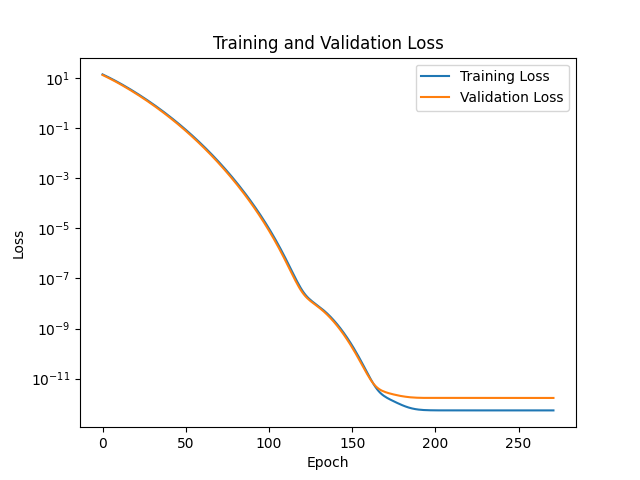 Training and Validation Loss
Training Loss
Validation Loss
Loss
10^1
10^-1
10^-3
10^-5
10^-7
10^-9
10^-11
0 50 100 150 200 250
Epoch